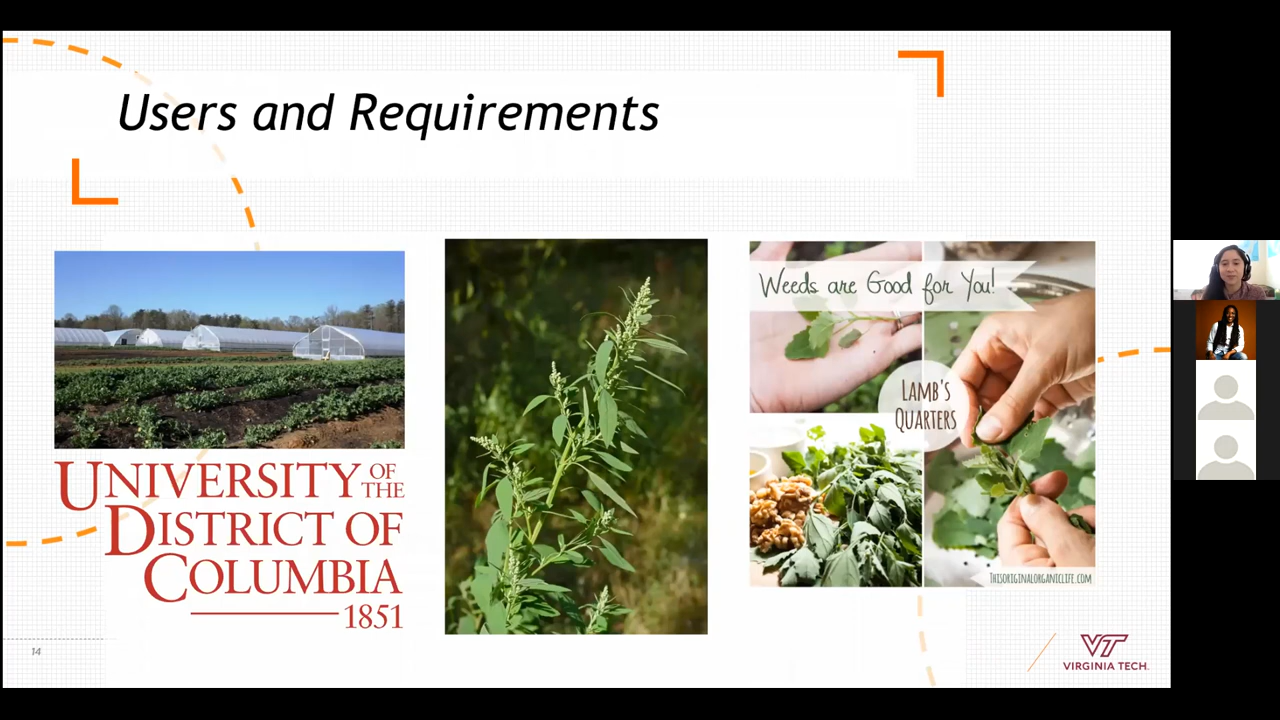 Users and Requirements
UNIVERSITY OF THE
DISTRICT OF
COLUMBIA
1851
Weeds are Good for You!
LAMB'S
QUARTERS
THISORIGINALORGANICLIFE.COM
14
VT
VIRGINIA TECH.